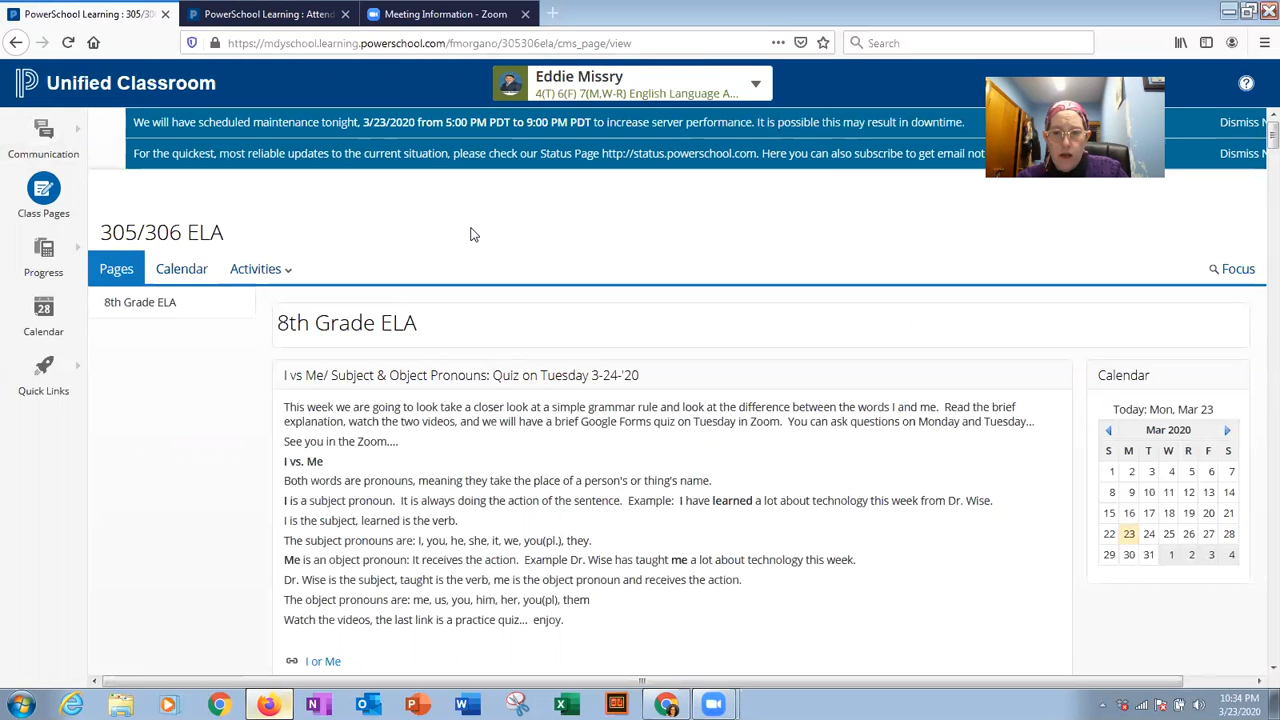 PowerSchool Learning : 305/30
PowerSchool Learning : Attend
Meeting Information - Zoom
https://mdyschool.learning.powerschool.com/fmorgano/305306ela/cms_page/view
Search
Unified Classroom
Eddie Missry
4(T) 6(F) 7(M,W-R) English Language A...
We will have scheduled maintenance tonight, 3/23/2020 from 5:00 PM PDT to 9:00 PM PDT to increase server performance. It is possible this may result in downtime.
Dismiss N
For the quickest, most reliable updates to the current situation, please check our Status Page http://status.powerschool.com. Here you can also subscribe to get email not
Dismiss N
Communication
Class Pages
Progress
28
Calendar
Quick Links
305/306 ELA
Pages
Calendar
Activities
Focus
8th Grade ELA
8th Grade ELA
I vs Me/ Subject & Object Pronouns: Quiz on Tuesday 3-24-'20
This week we are going to look take a closer look at a simple grammar rule and look at the difference between the words I and me. Read the brief
explanation, watch the two videos, and we will have a brief Google Forms quiz on Tuesday in Zoom. You can ask questions on Monday and Tuesday...
See you in the Zoom....
I vs. Me
Both words are pronouns, meaning they take the place of a person's or thing's name.
I is a subject pronoun. It is always doing the action of the sentence. Example: I have learned a lot about technology this week from Dr. Wise.
I is the subject, learned is the verb.
The subject pronouns are: I, you, he, she, it, we, you(pl.), they.
Me is an object pronoun: It receives the action. Example Dr. Wise has taught me a lot about technology this week.
Dr. Wise is the subject, taught is the verb, me is the object pronoun and receives the action.
The object pronouns are: me, us, you, him, her, you(pl), them
Watch the videos, the last link is a practice quiz... enjoy.
I or Me
Calendar
Today: Mon, Mar 23
Mar 2020
S M T W R F S
1 2 3 4 5 6 7
8 9 10 11 12 13 14
15 16 17 18 19 20 21
22 23 24 25 26 27 28
29 30 31 1 2 3 4
10:34 PM
3/23/2020